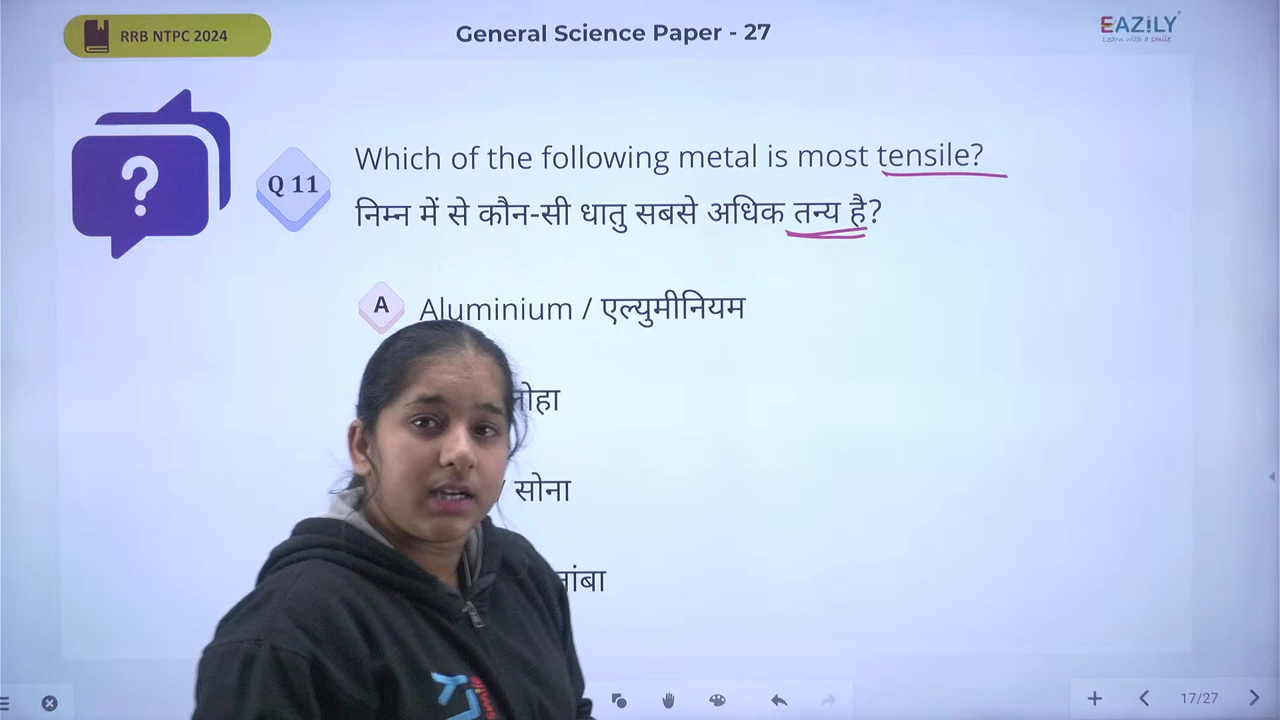 RRB NTPC 2024
General Science Paper - 27
EAZILY
Learn with a smile
?
Q 11
Which of the following metal is most tensile?
निम्न में से कौन-सी धातु सबसे अधिक तन्य है?
A
Aluminium / एल्युमीनियम
/ सोना
17/27